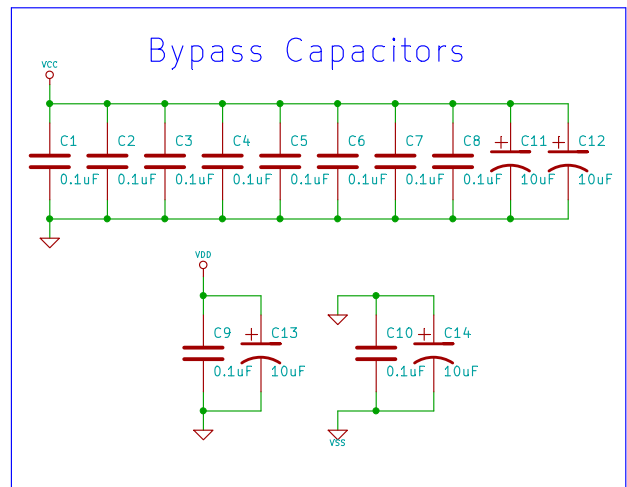 Bypass Capacitors
VCC
C1 C2 C3 C4 C5 C6 C7 C8 C11 C12
0.1uF 0.1uF 0.1uF 0.1uF 0.1uF 0.1uF 0.1uF 0.1uF 10uF 10uF
VDD
C9 C13 C10 C14
0.1uF 10uF 0.1uF 10uF
VSS